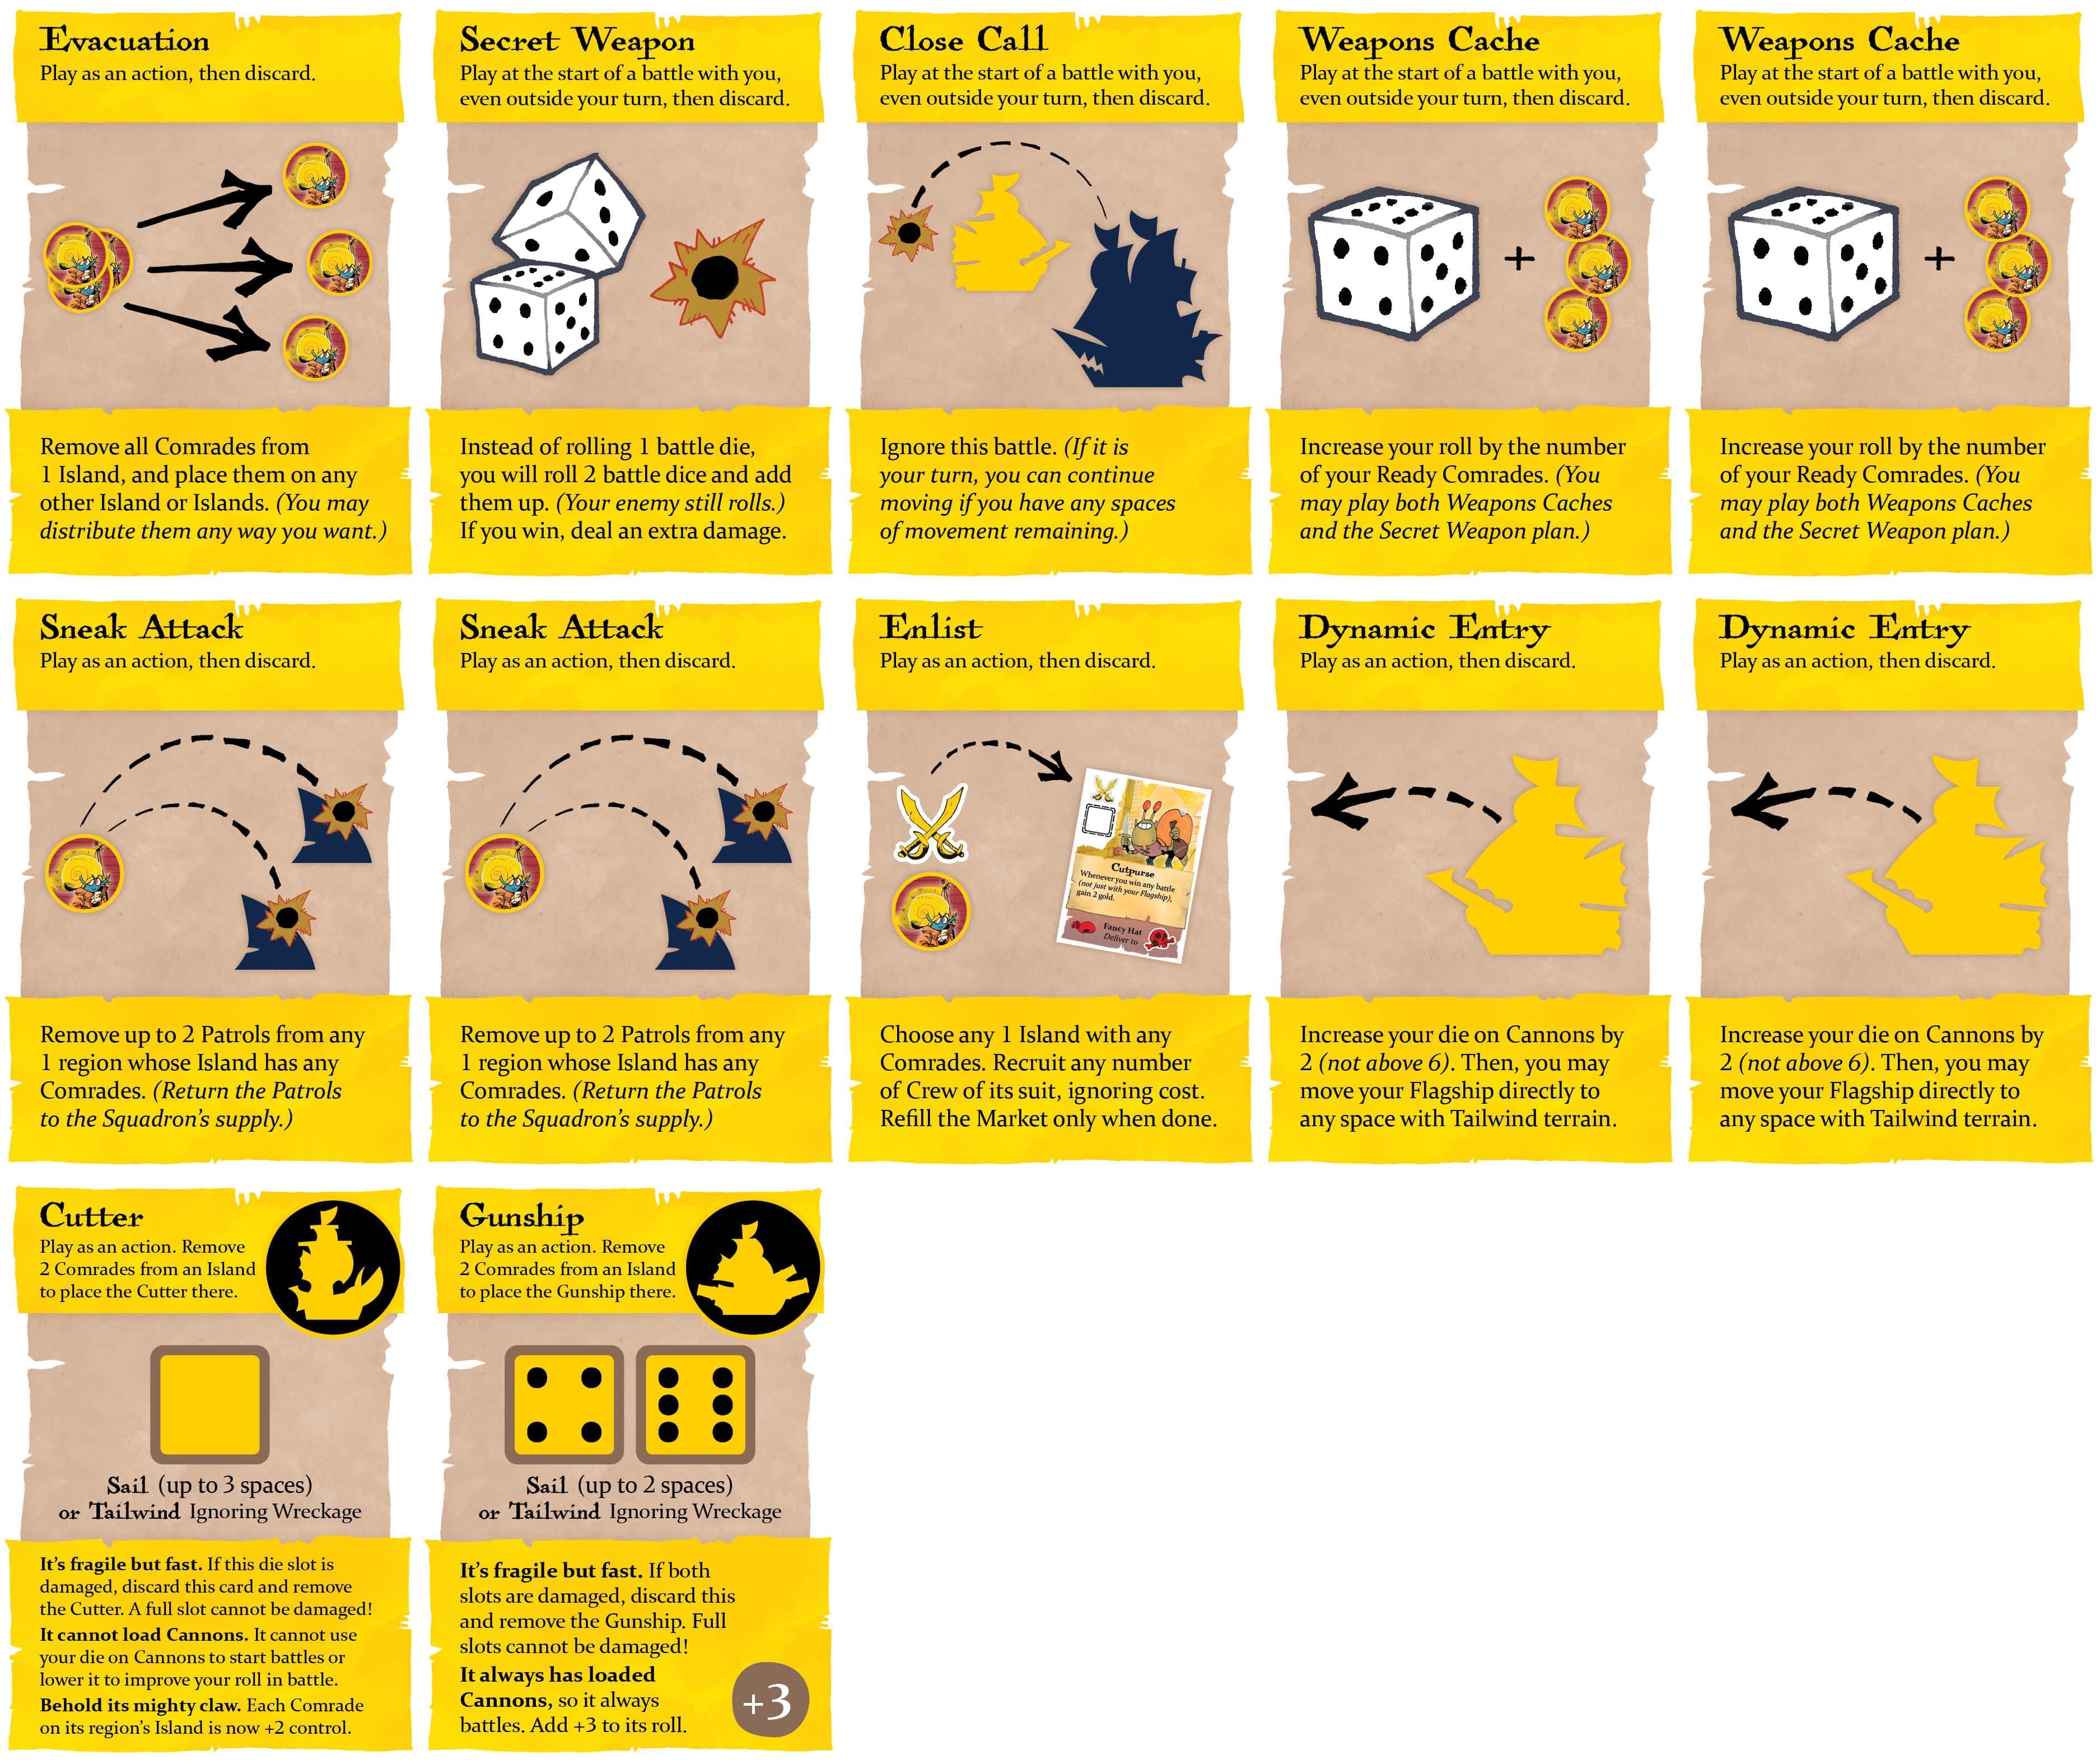 Evacuation
Play as an action, then discard.
Remove all Comrades from
1 Island, and place them on any
other Island or Islands. (You may
distribute them any way you want.)
Secret Weapon
Play at the start of a battle with you,
even outside your turn, then discard.
Instead of rolling 1 battle die,
you will roll 2 battle dice and add
them up. (Your enemy still rolls.)
If you win, deal an extra damage.
Close Call
Play at the start of a battle with you,
even outside your turn, then discard.
Ignore this battle. (If it is
your turn, you can continue
moving if you have any spaces
of movement remaining.)
Weapons Cache
Play at the start of a battle with you,
even outside your turn, then discard.
+
Increase your roll by the number
of your Ready Comrades. (You
may play both Weapons Caches
and the Secret Weapon plan.)
Weapons Cache
Play at the start of a battle with you,
even outside your turn, then discard.
+
Increase your roll by the number
of your Ready Comrades. (You
may play both Weapons Caches
and the Secret Weapon plan.)
Sneak Attack
Play as an action, then discard.
Remove up to 2 Patrols from any
1 region whose Island has any
Comrades. (Return the Patrols
to the Squadron's supply.)
Sneak Attack
Play as an action, then discard.
Remove up to 2 Patrols from any
1 region whose Island has any
Comrades. (Return the Patrols
to the Squadron's supply.)
Enlist
Play as an action, then discard.
Cutpurse
Whenever you win any battle
(not just with your Flagship),
gain 2 gold.
Fancy Hat
Deliver to
Choose any 1 Island with any
Comrades. Recruit any number
of Crew of its suit, ignoring cost.
Refill the Market only when done.
Dynamic Entry
Play as an action, then discard.
Increase your die on Cannons by
2 (not above 6). Then, you may
move your Flagship directly to
any space with Tailwind terrain.
Dynamic Entry
Play as an action, then discard.
Increase your die on Cannons by
2 (not above 6). Then, you may
move your Flagship directly to
any space with Tailwind terrain.
Cutter
Play as an action. Remove
2 Comrades from an Island
to place the Cutter there.
Sail (up to 3 spaces)
or Tailwind Ignoring Wreckage
It's fragile but fast. If this die slot is
damaged, discard this card and remove
the Cutter. A full slot cannot be damaged!
It cannot load Cannons. It cannot use
your die on Cannons to start battles or
lower it to improve your roll in battle.
Behold its mighty claw. Each Comrade
on its region's Island is now +2 control.
Gunship
Play as an action. Remove
2 Comrades from an Island
to place the Gunship there.
Sail (up to 2 spaces)
or Tailwind Ignoring Wreckage
It's fragile but fast. If both
slots are damaged, discard this
and remove the Gunship. Full
slots cannot be damaged!
It always has loaded
Cannons, so it always
battles. Add +3 to its roll.
+3